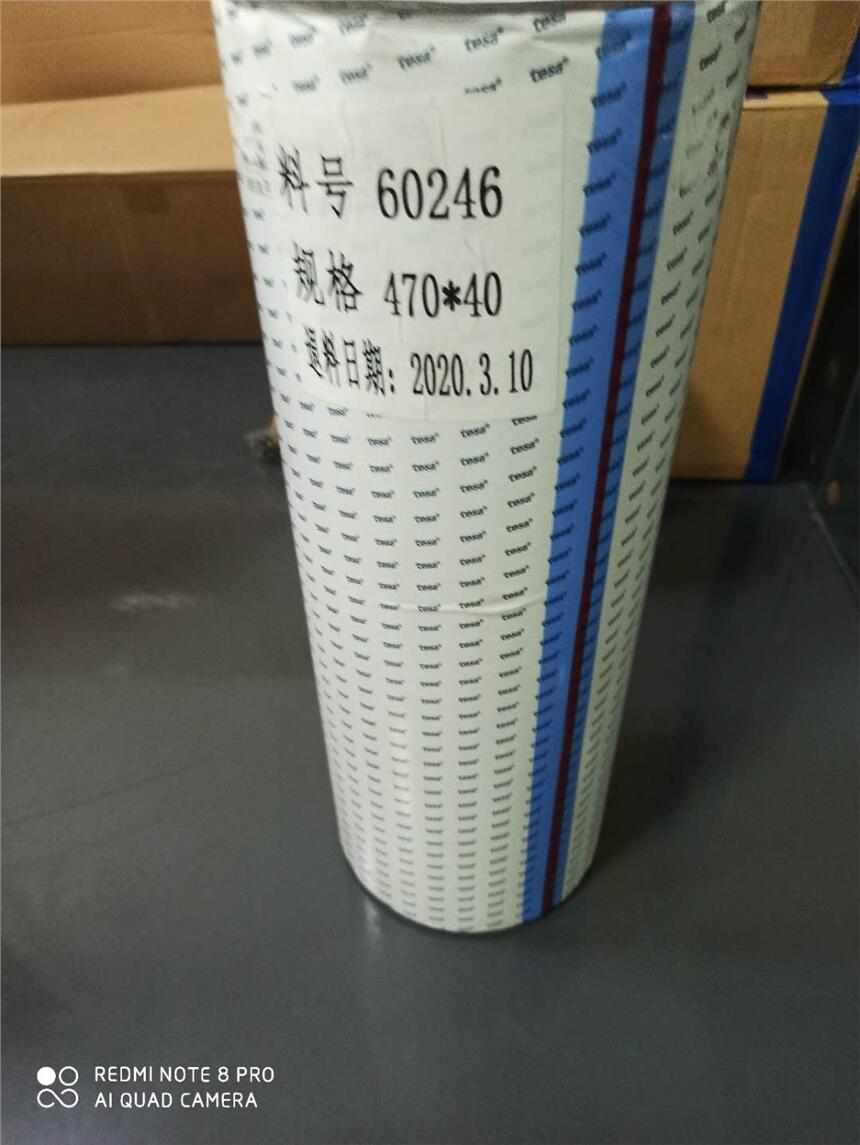 tesa
料号 60246
规格 470*40
退料日期: 2020.3.10
REDMI NOTE 8 PRO
AI QUAD CAMERA